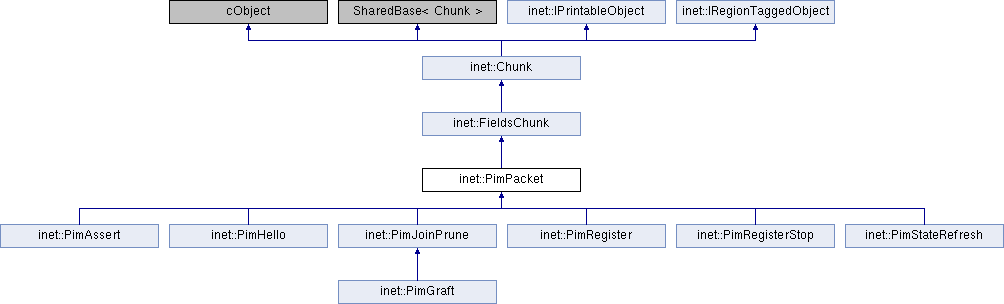 cObject
SharedBase< Chunk >
inet::IPrintableObject
inet::IRegionTaggedObject
inet::Chunk
inet::FieldsChunk
inet::PimPacket
inet::PimAssert
inet::PimHello
inet::PimJoinPrune
inet::PimRegister
inet::PimRegisterStop
inet::PimStateRefresh
inet::PimGraft